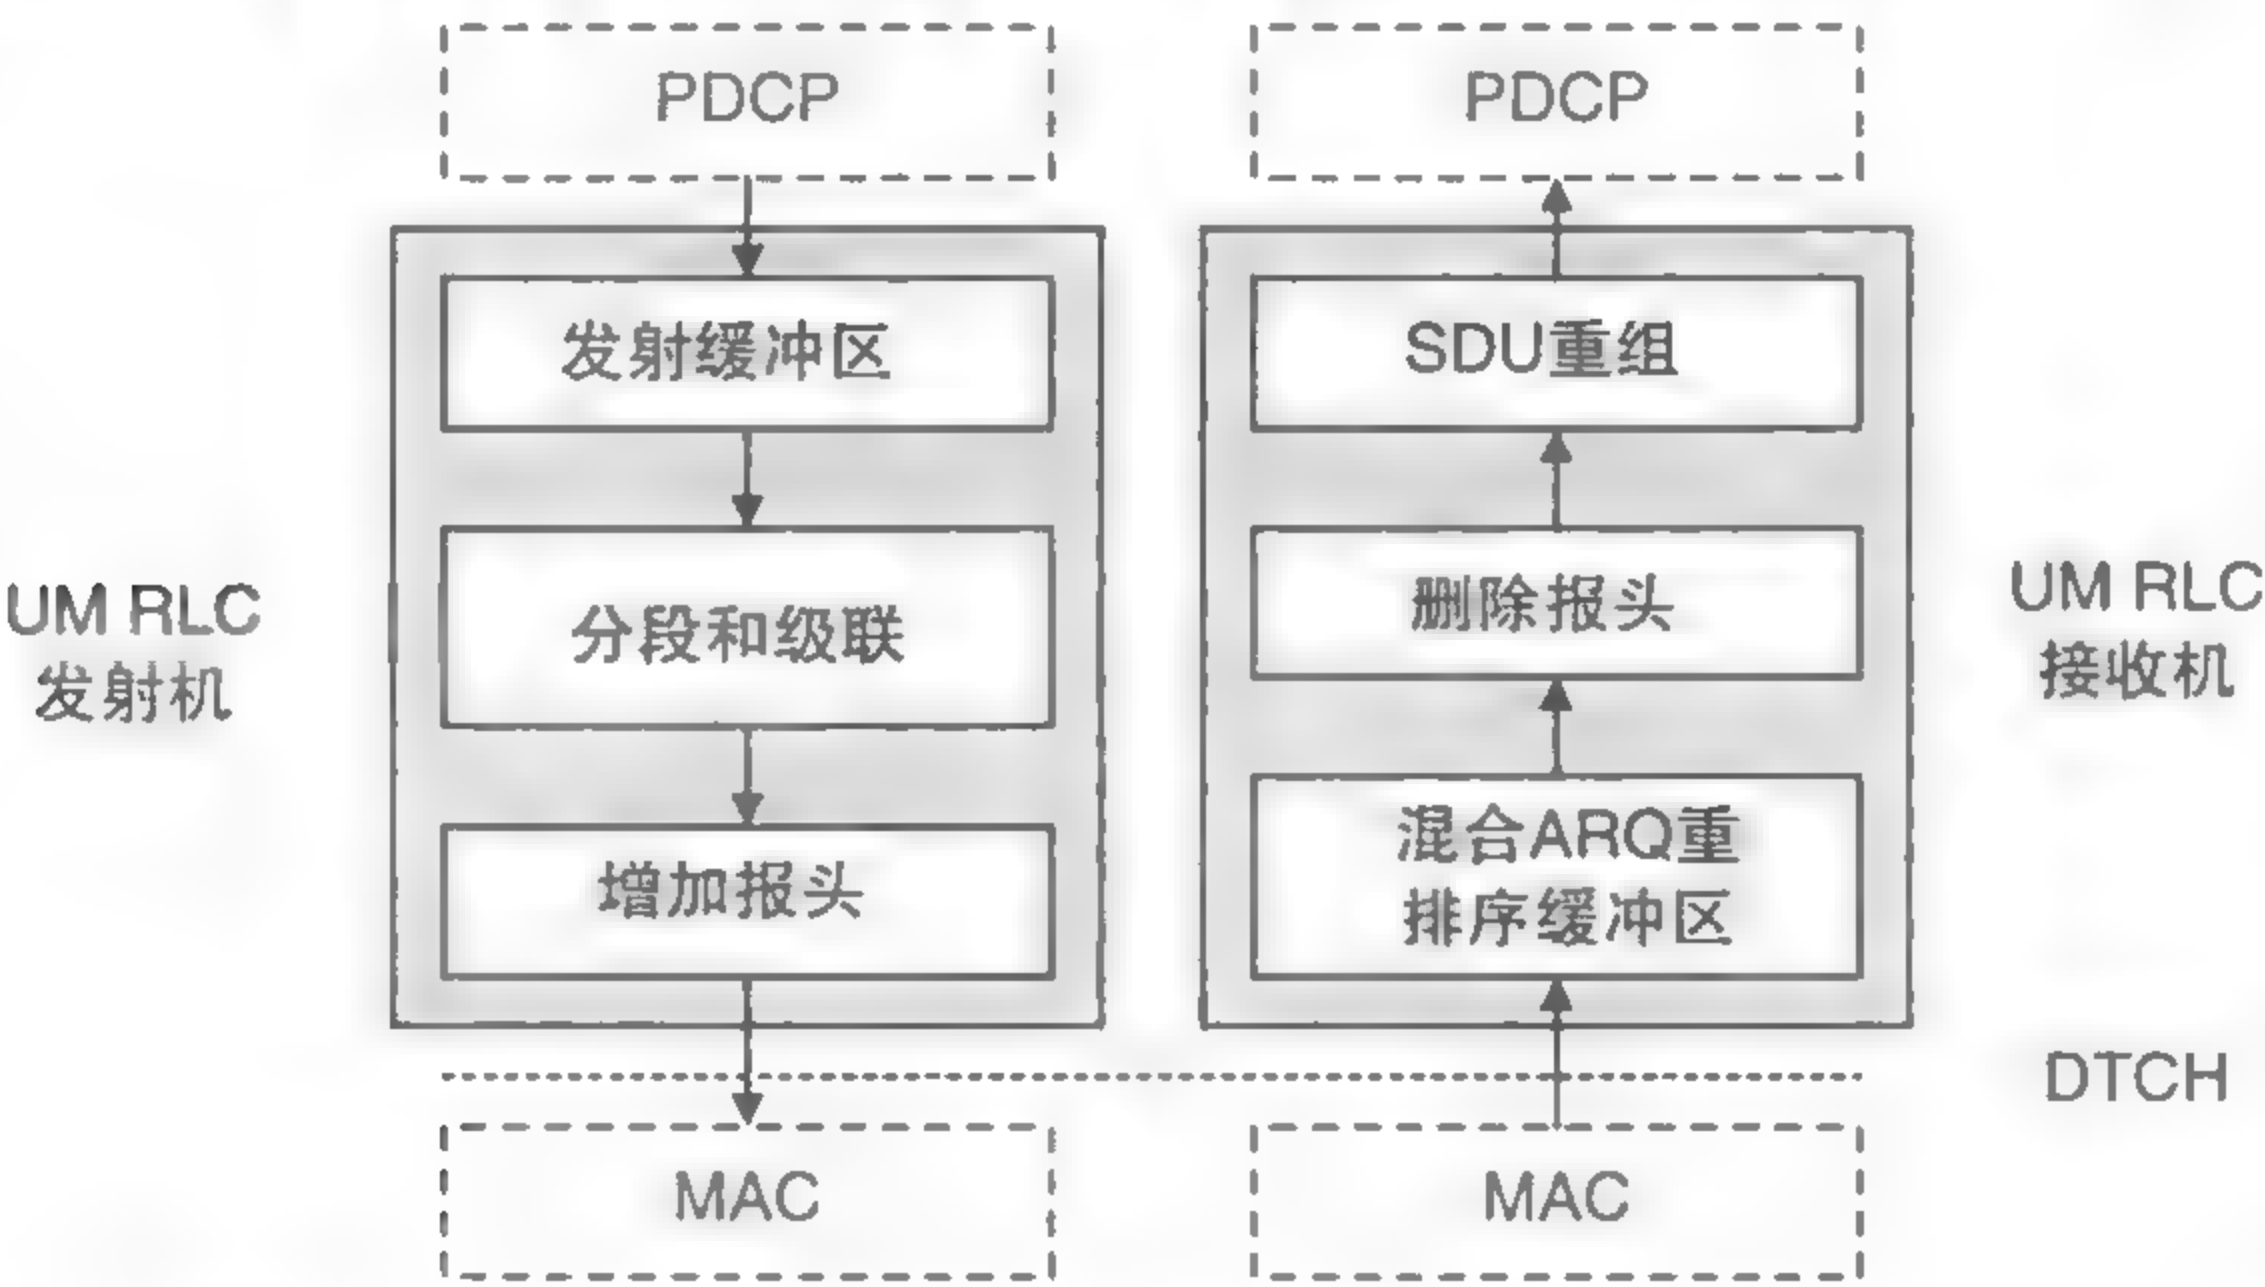 PDCP
PDCP
发射缓冲区
SDU重组
UM RLC
发射机
分段和级联
删除报头
UM RLC
接收机
增加报头
混合ARQ重
排序缓冲区
DTCH
MAC
MAC